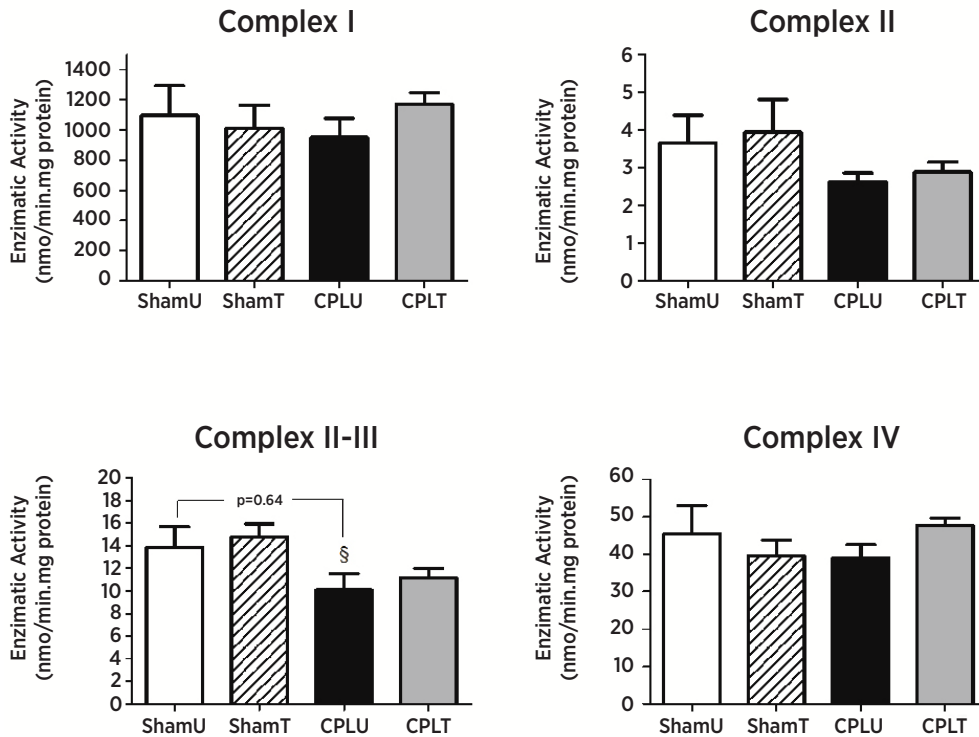 Complex I
Enzimatic Activity
(nmo/min.mg protein)
1400
1200
1000
800
600
400
200
0
ShamU ShamT CPLU CPLT
Complex II
Enzimatic Activity
(nmo/min.mg protein)
6
5
4
3
2
1
0
ShamU ShamT CPLU CPLT
Complex II-III
Enzimatic Activity
(nmo/min.mg protein)
20
18
16
14
12
10
8
6
4
2
0
p=0.64
§
ShamU ShamT CPLU CPLT
Complex IV
Enzimatic Activity
(nmo/min.mg protein)
60
50
40
30
20
10
0
ShamU ShamT CPLU CPLT